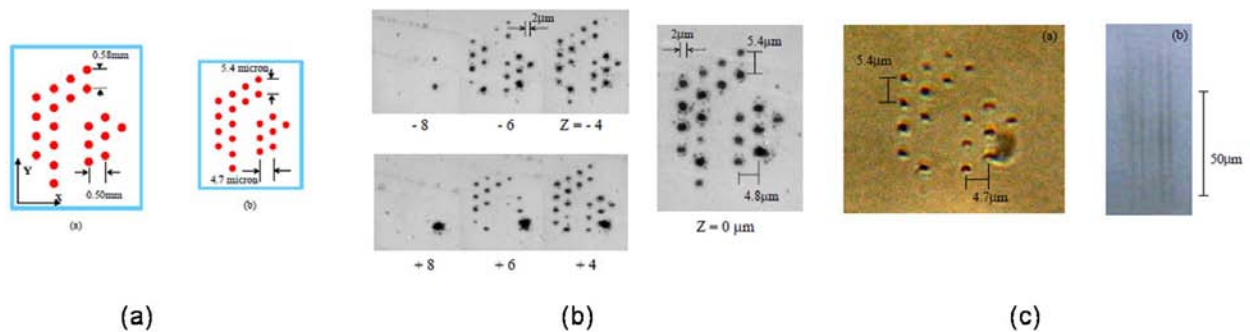 0.58mm
Y
X
0.50mm
(a)
5.4 micron
4.7 micron
(b)
2μm
- 8
- 6
Z = - 4
+ 8
+ 6
+ 4
2μm
5.4μm
4.8μm
Z = 0 μm
(a)
5.4μm
4.7μm
(b)
50μm
(a)
(b)
(c)